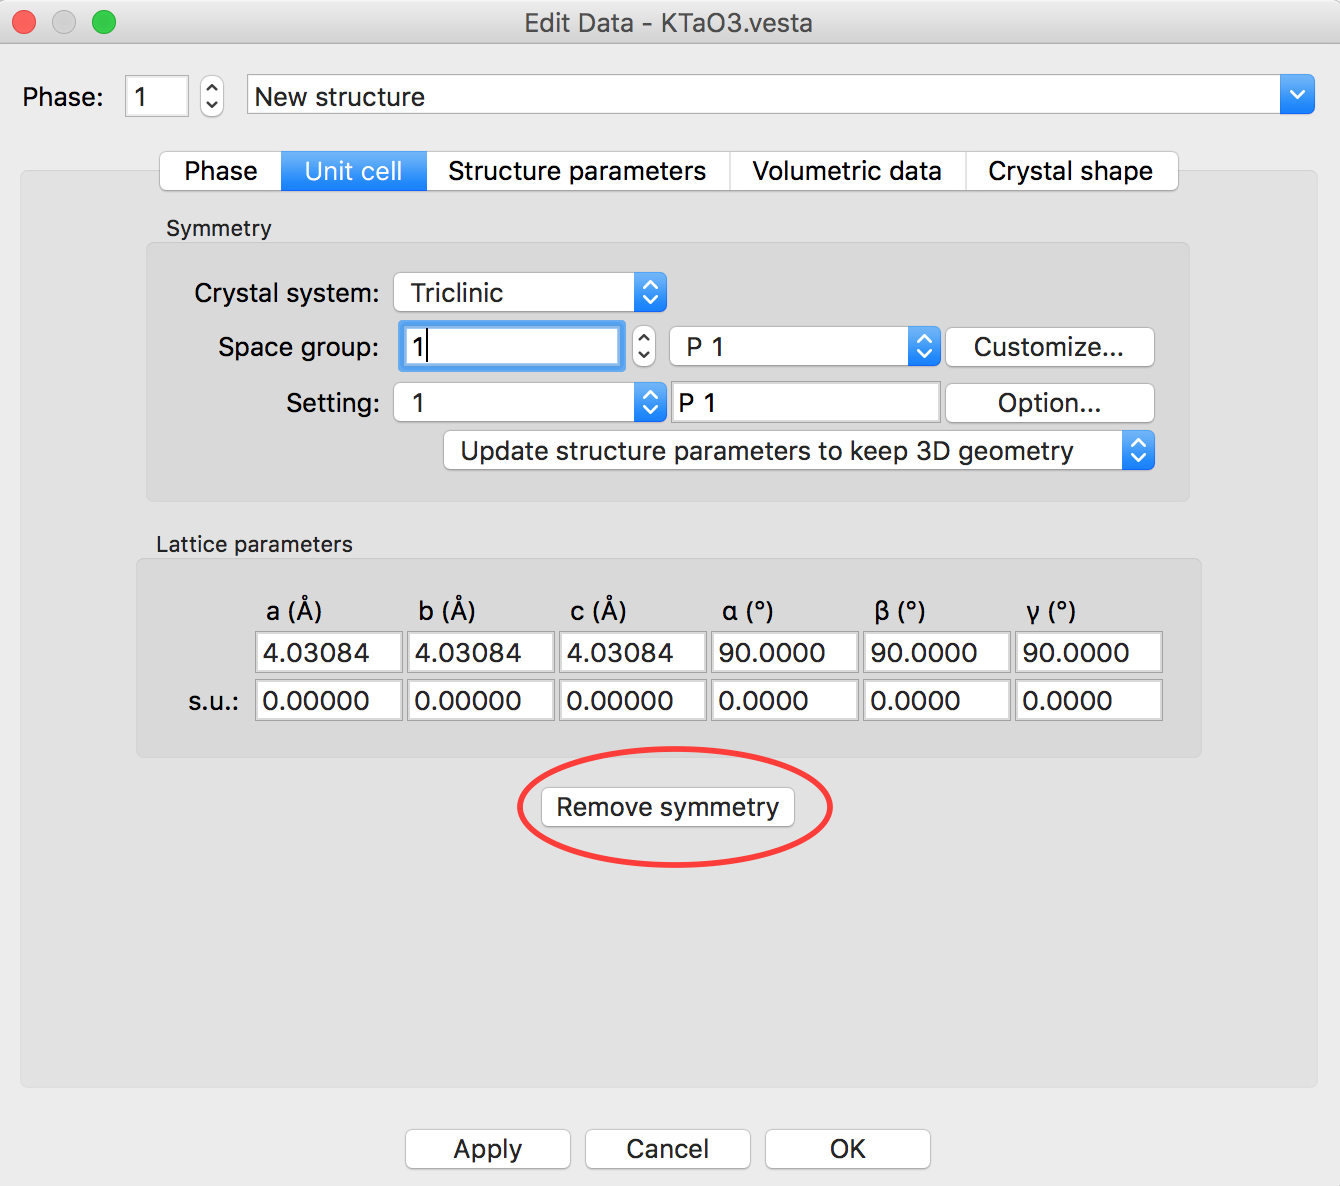 Edit Data - KTaO3.vesta
Phase: 1 New structure
Phase Unit cell Structure parameters Volumetric data Crystal shape
Symmetry
Crystal system: Triclinic
Space group: 1 P 1 Customize...
Setting: 1 P 1 Option...
Update structure parameters to keep 3D geometry
Lattice parameters
a (Å) b (Å) c (Å) α (°) β (°) γ (°)
4.03084 4.03084 4.03084 90.0000 90.0000 90.0000
s.u.: 0.00000 0.00000 0.00000 0.0000 0.0000 0.0000
Remove symmetry
Apply Cancel OK